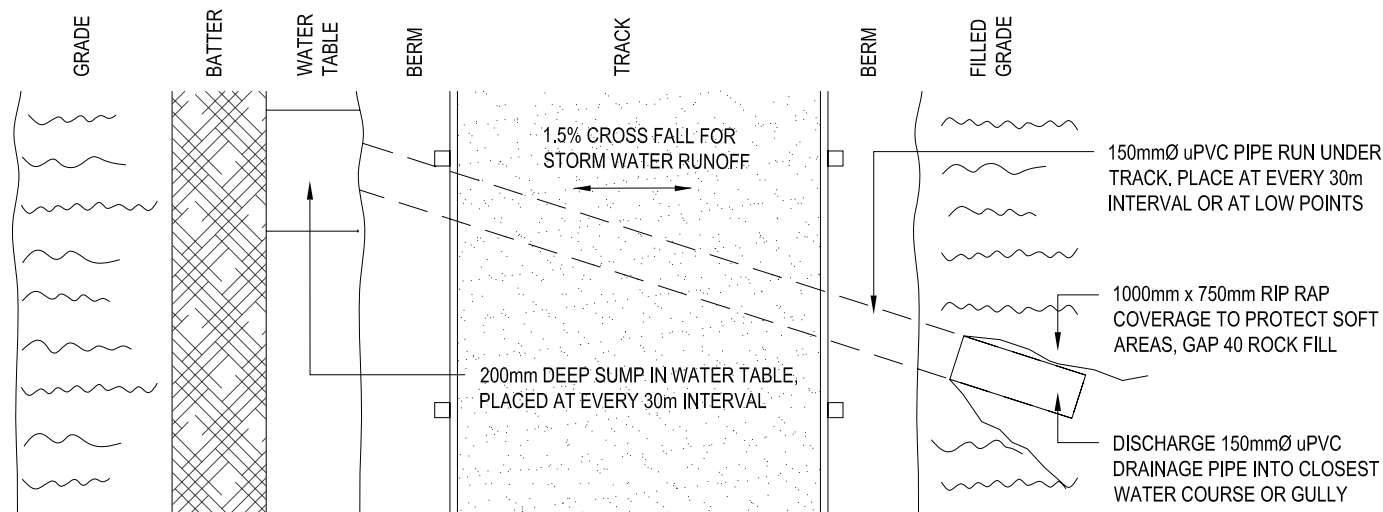 GRADE
BATTER
WATER
TABLE
BERM
TRACK
BERM
FILLED
GRADE
1.5% CROSS FALL FOR
STORM WATER RUNOFF
150mmØ uPVC PIPE RUN UNDER
TRACK. PLACE AT EVERY 30m
INTERVAL OR AT LOW POINTS
1000mm x 750mm RIP RAP
COVERAGE TO PROTECT SOFT
AREAS, GAP 40 ROCK FILL
200mm DEEP SUMP IN WATER TABLE,
PLACED AT EVERY 30m INTERVAL
DISCHARGE 150mmØ uPVC
DRAINAGE PIPE INTO CLOSEST
WATER COURSE OR GULLY